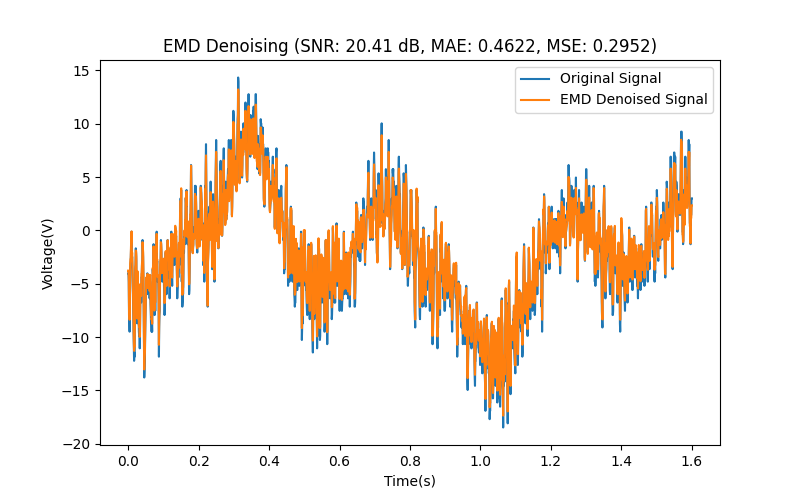 EMD Denoising (SNR: 20.41 dB, MAE: 0.4622, MSE: 0.2952)
Original Signal
EMD Denoised Signal
15
10
5
0
−5
−10
−15
−20
Voltage(V)
0.0 0.2 0.4 0.6 0.8 1.0 1.2 1.4 1.6
Time(s)